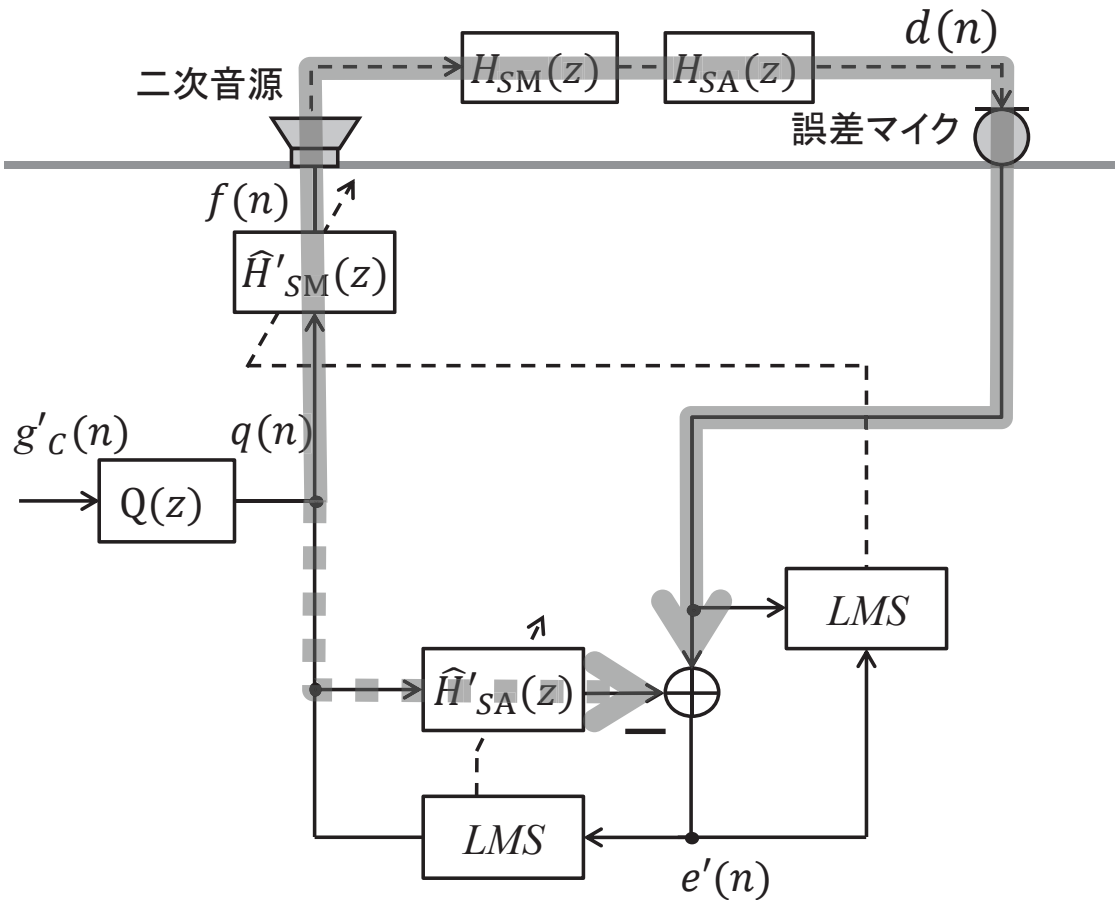 d(n)
H_SM(z)
H_SA(z)
二次音源
誤差マイク
f(n)
Ĥ'_SM(z)
g'_C(n)
q(n)
Q(z)
LMS
Ĥ'_SA(z)
−
LMS
e'(n)